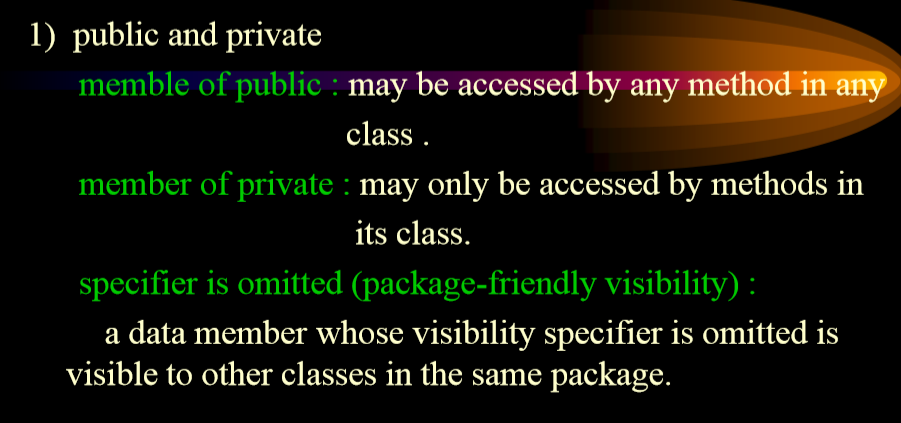 1) public and private
memble of public : may be accessed by any method in any
class .
member of private : may only be accessed by methods in
its class.
specifier is omitted (package-friendly visibility) :
a data member whose visibility specifier is omitted is
visible to other classes in the same package.